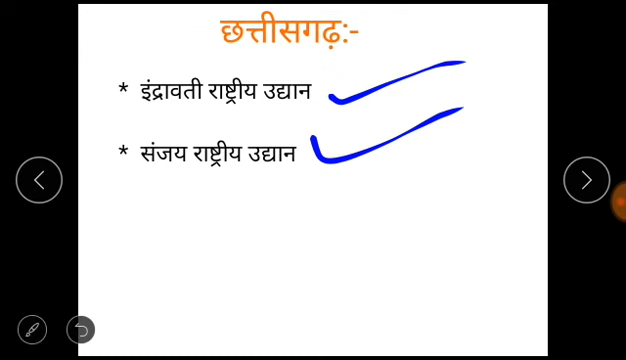 छत्तीसगढ़:-
* इंद्रावती राष्ट्रीय उद्यान
* संजय राष्ट्रीय उद्यान